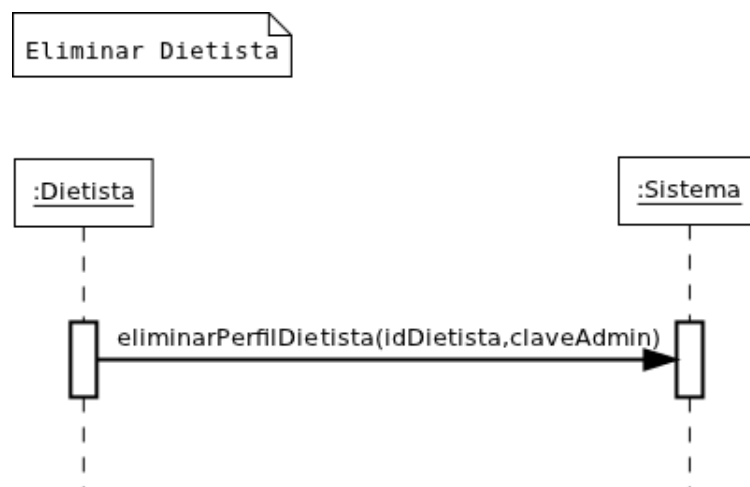 Eliminar Dietista
:Dietista
:Sistema
eliminarPerfilDietista(idDietista,claveAdmin)